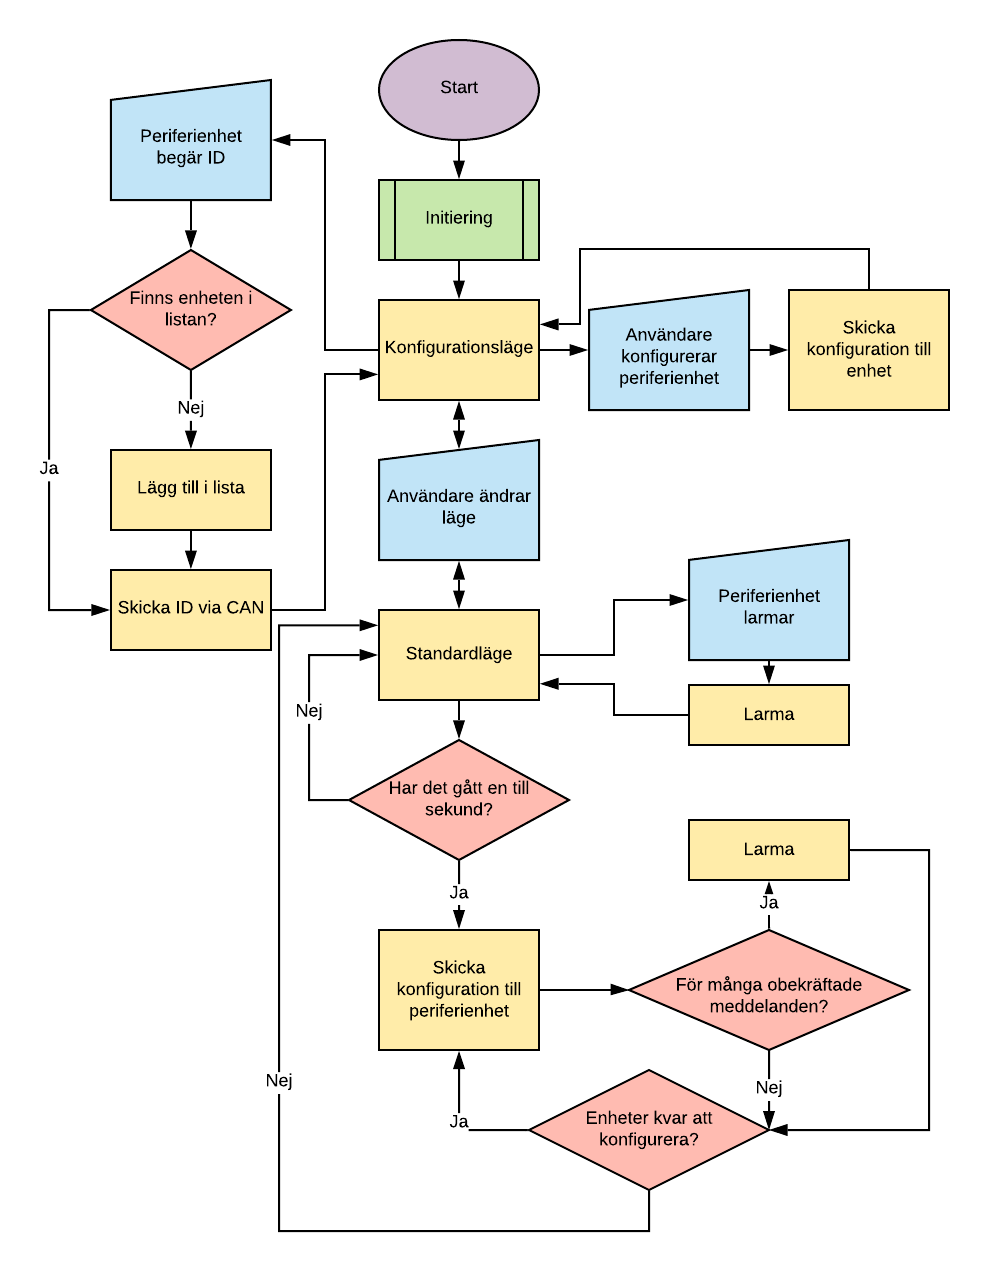 Start
Periferienhet
begär ID
Initiering
Finns enheten i
listan?
Konfigurationsläge
Användare
konfigurerar
periferienhet
Skicka
konfiguration till
enhet
Nej
Ja
Lägg till i lista
Användare ändrar
läge
Skicka ID via CAN
Periferienhet
larmar
Standardläge
Nej
Larma
Har det gått en till
sekund?
Larma
Ja
Ja
Skicka
konfiguration till
periferienhet
För många obekräftade
meddelanden?
Nej
Nej
Ja
Enheter kvar att
konfigurera?